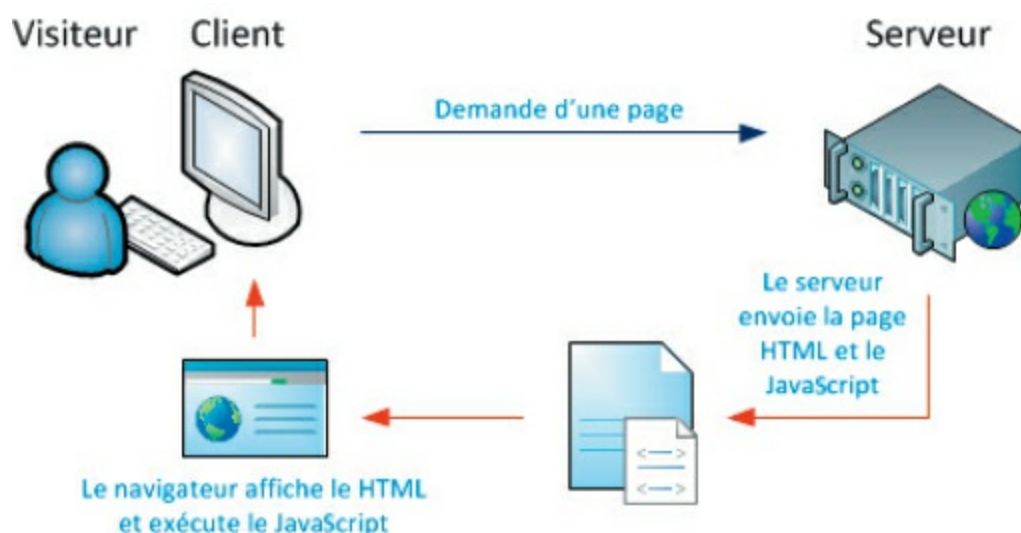 Visiteur Client Serveur
Demande d'une page
Le serveur
envoie la page
HTML et le
JavaScript
<—>
<—>
Le navigateur affiche le HTML
et exécute le JavaScript